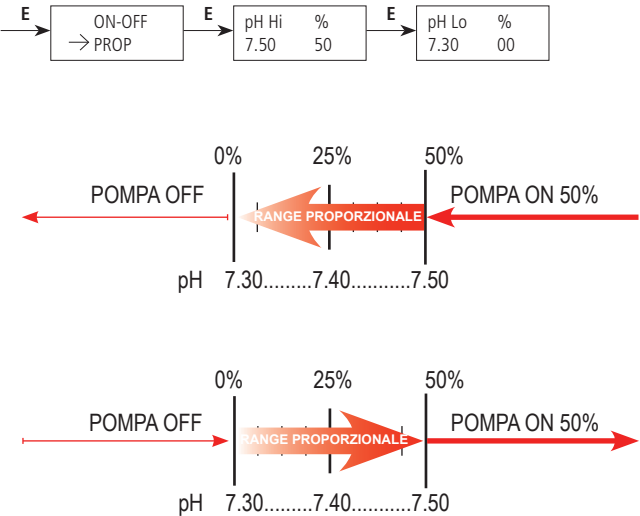 E ON-OFF E pH Hi % E pH Lo %
→ PROP 7.50 50 7.30 00
0% 25% 50%
POMPA OFF POMPA ON 50%
RANGE PROPORZIONALE
pH 7.30.........7.40...........7.50
0% 25% 50%
POMPA OFF POMPA ON 50%
RANGE PROPORZIONALE
pH 7.30.........7.40...........7.50